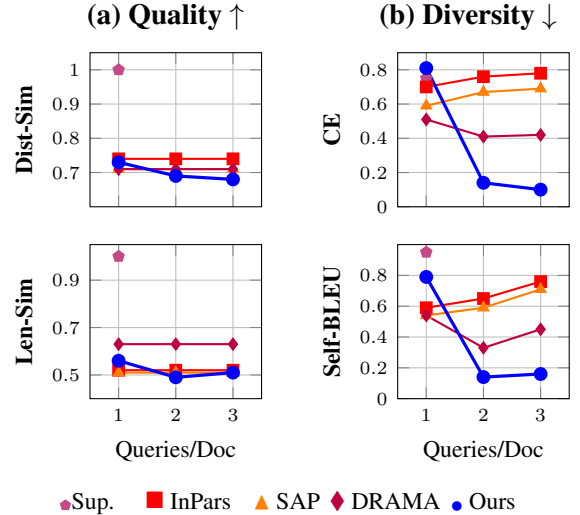 (a) Quality ↑
(b) Diversity ↓
Dist-Sim
1
0.9
0.8
0.7
CE
0.8
0.6
0.4
0.2
0
Len-Sim
0.9
0.7
0.5
1 2 3
Queries/Doc
Self-BLEU
0.8
0.6
0.4
0.2
0
1 2 3
Queries/Doc
Sup. InPars SAP DRAMA Ours